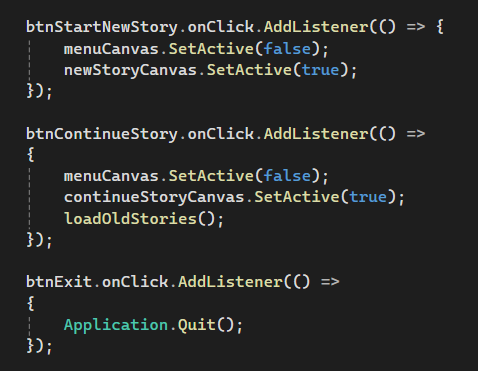 btnStartNewStory.onClick.AddListener(() => {
    menuCanvas.SetActive(false);
    newStoryCanvas.SetActive(true);
});

btnContinueStory.onClick.AddListener(() =>
{
    menuCanvas.SetActive(false);
    continueStoryCanvas.SetActive(true);
    loadOldStories();
});

btnExit.onClick.AddListener(() =>
{
    Application.Quit();
});